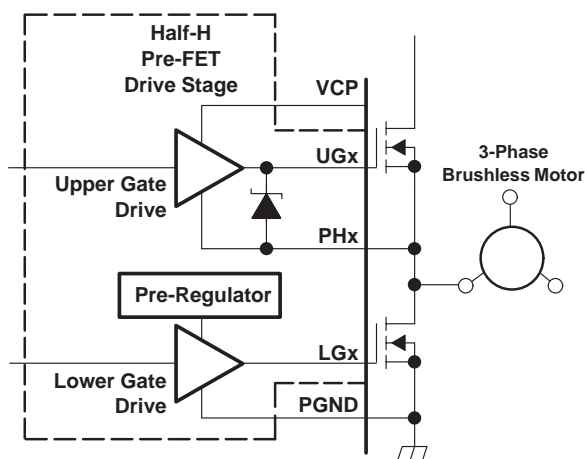 Half-H
Pre-FET
Drive Stage
VCP
UGx
Upper Gate
Drive
3-Phase
Brushless Motor
PHx
Pre-Regulator
LGx
Lower Gate
Drive
PGND